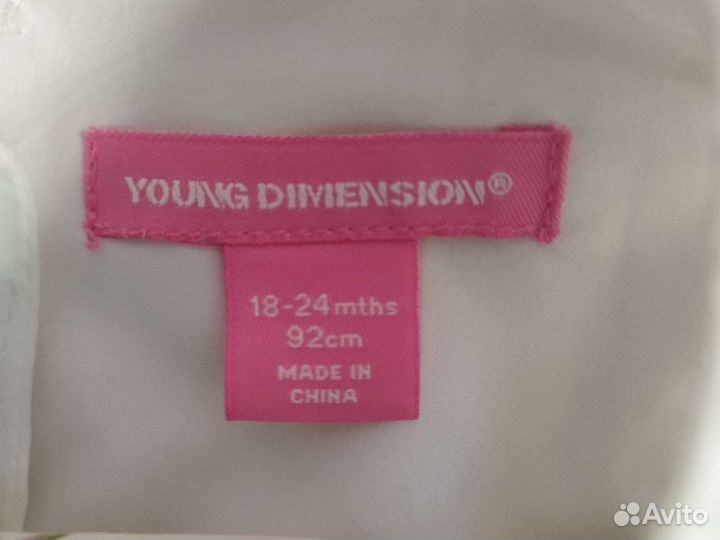 YOUNG DIMENSION®
18-24mths
92cm
MADE IN
CHINA
Avito